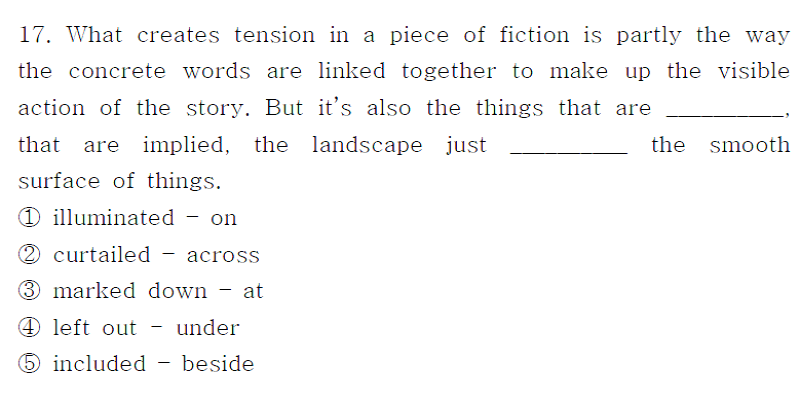 17. What creates tension in a piece of fiction is partly the way
the concrete words are linked together to make up the visible
action of the story. But it's also the things that are __________,
that are implied, the landscape just __________ the smooth
surface of things.
① illuminated - on
② curtailed - across
③ marked down - at
④ left out - under
⑤ included - beside